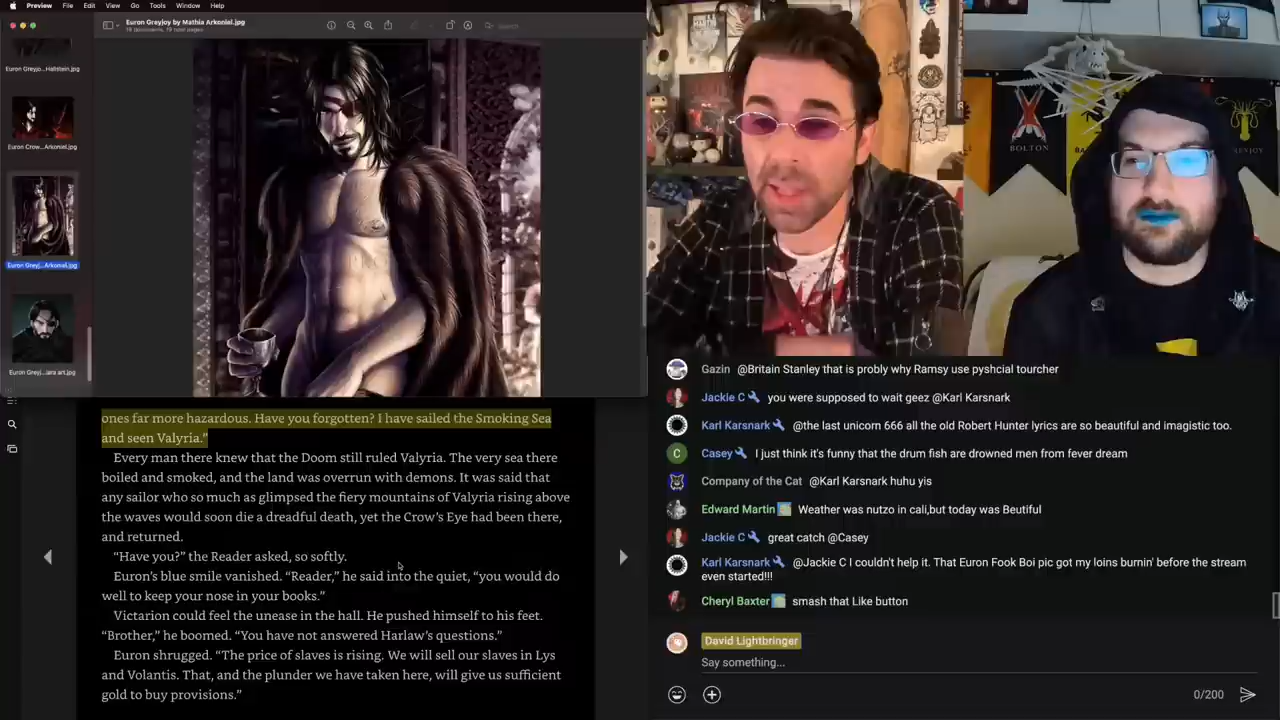 Preview File Edit View Go Tools Window Help
Euron Greyjoy by Mathia Arkoniel.jpg
Search
Euron Greyjo...Hallstein.jpg
Euron Crow...Arkoniel.jpg
Euron Greyj...Arkoniel.jpg
Euron Greyj...iara art.jpg
BOLTON
ones far more hazardous. Have you forgotten? I have sailed the Smoking Sea
and seen Valyria.”
Every man there knew that the Doom still ruled Valyria. The very sea there
boiled and smoked, and the land was overrun with demons. It was said that
any sailor who so much as glimpsed the fiery mountains of Valyria rising above
the waves would soon die a dreadful death, yet the Crow’s Eye had been there,
and returned.
“Have you?” the Reader asked, so softly.
Euron’s blue smile vanished. “Reader,” he said into the quiet, “you would do
well to keep your nose in your books.”
Victarion could feel the unease in the hall. He pushed himself to his feet.
“Brother,” he boomed. “You have not answered Harlaw’s questions.”
Euron shrugged. “The price of slaves is rising. We will sell our slaves in Lys
and Volantis. That, and the plunder we have taken here, will give us sufficient
gold to buy provisions.”
Gazin @Britain Stanley that is probly why Ramsy use pyshcial tourcher
Jackie C you were supposed to wait geez @Karl Karsnark
Karl Karsnark @the last unicorn 666 all the old Robert Hunter lyrics are so beautiful and imagistic too.
Casey I just think it's funny that the drum fish are drowned men from fever dream
Company of the Cat @Karl Karsnark huhu yis
Edward Martin Weather was nutzo in cali,but today was Beutiful
Jackie C great catch @Casey
Karl Karsnark @Jackie C I couldn't help it. That Euron Fook Boi pic got my loins burnin' before the stream
even started!!!
Cheryl Baxter smash that Like button
David Lightbringer
Say something...
0/200